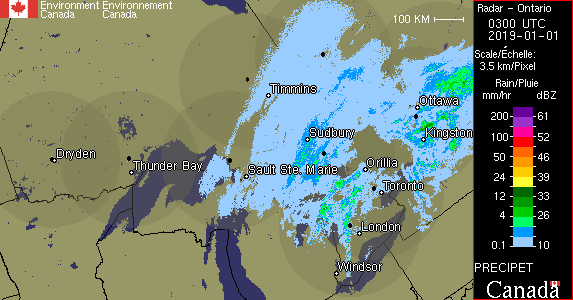 Environment Environnement
Canada Canada
100 KM
Timmins
Ottawa
Sudbury
Kingston
Dryden
Thunder Bay
Sault Ste. Marie
Orillia
Toronto
London
Windsor
Radar - Ontario
0300 UTC
2019-01-01
Scale/Échelle:
3.5 km/Pixel
Rain/Pluie
mm/hr dBZ
200 61
100 52
50 46
24 39
12 33
4 26
0.1 10
PRECIPET
Canada